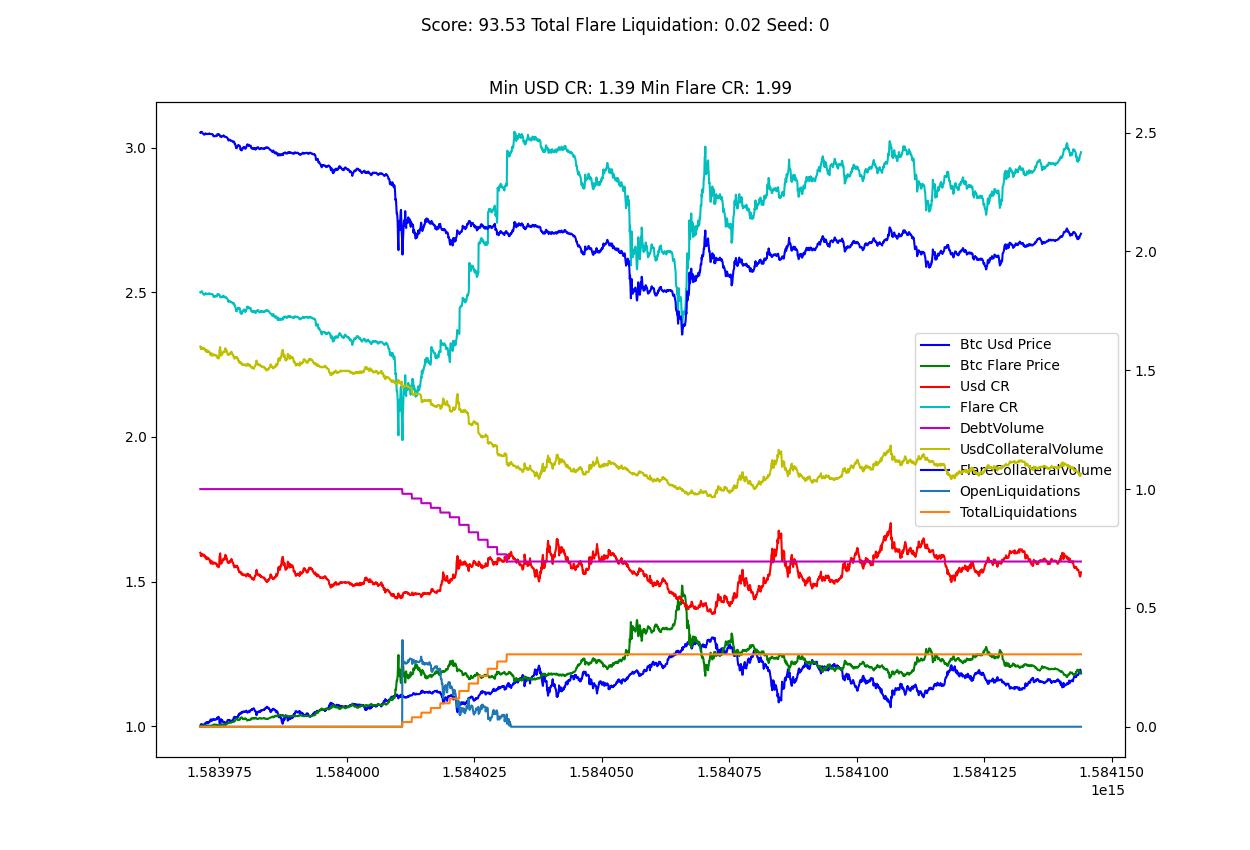 Score: 93.53 Total Flare Liquidation: 0.02 Seed: 0
Min USD CR: 1.39 Min Flare CR: 1.99
3.0
2.5
2.0
1.5
1.0
2.5
2.0
1.5
1.0
0.5
0.0
Btc Usd Price
Btc Flare Price
Usd CR
Flare CR
DebtVolume
UsdCollateralVolume
FlareCollateralVolume
OpenLiquidations
TotalLiquidations
1.583975 1.584000 1.584025 1.584050 1.584075 1.584100 1.584125 1.584150
1e15